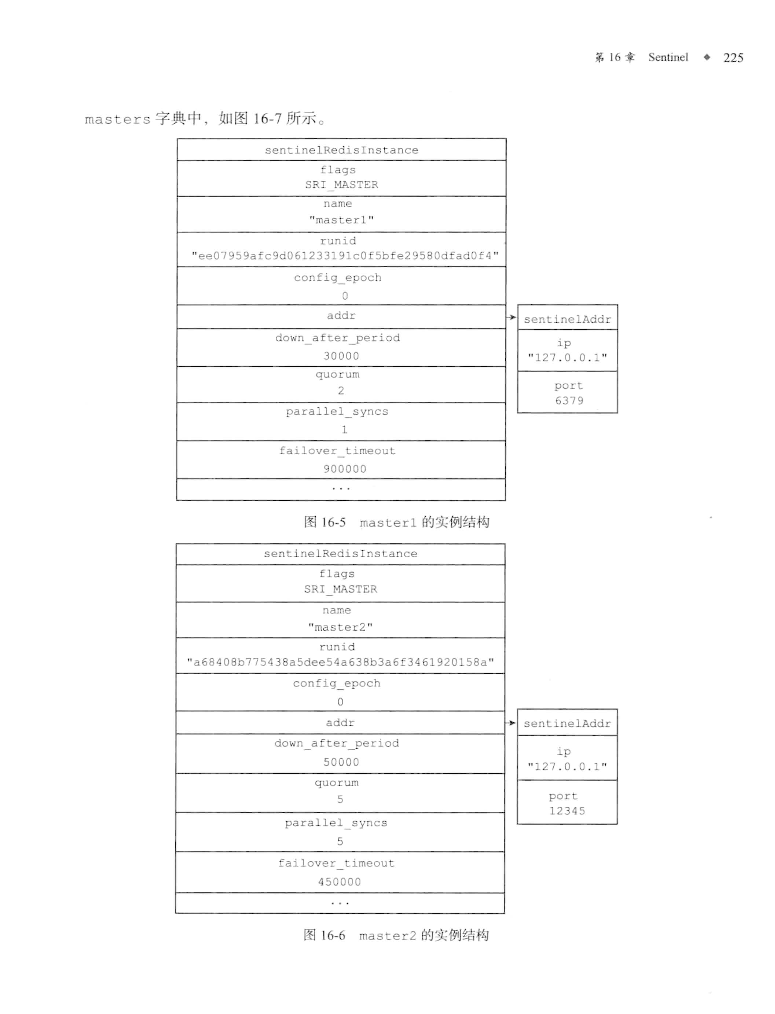 第 16 章 Sentinel ◆ 225
masters 字典中，如图 16-7 所示。
sentinelRedisInstance
flags
SRI_MASTER
name
"master1"
runid
"ee07959afc9d061233191c0f5bfe29580dfad0f4"
config_epoch
0
addr
sentinelAddr
down_after_period
30000
ip
"127.0.0.1"
quorum
2
port
6379
parallel_syncs
1
failover_timeout
900000
...
图 16-5 master1 的实例结构
sentinelRedisInstance
flags
SRI_MASTER
name
"master2"
runid
"a68408b775438a5dee54a638b3a6f3461920158a"
config_epoch
0
addr
sentinelAddr
down_after_period
50000
ip
"127.0.0.1"
quorum
5
port
12345
parallel_syncs
5
failover_timeout
450000
...
图 16-6 master2 的实例结构